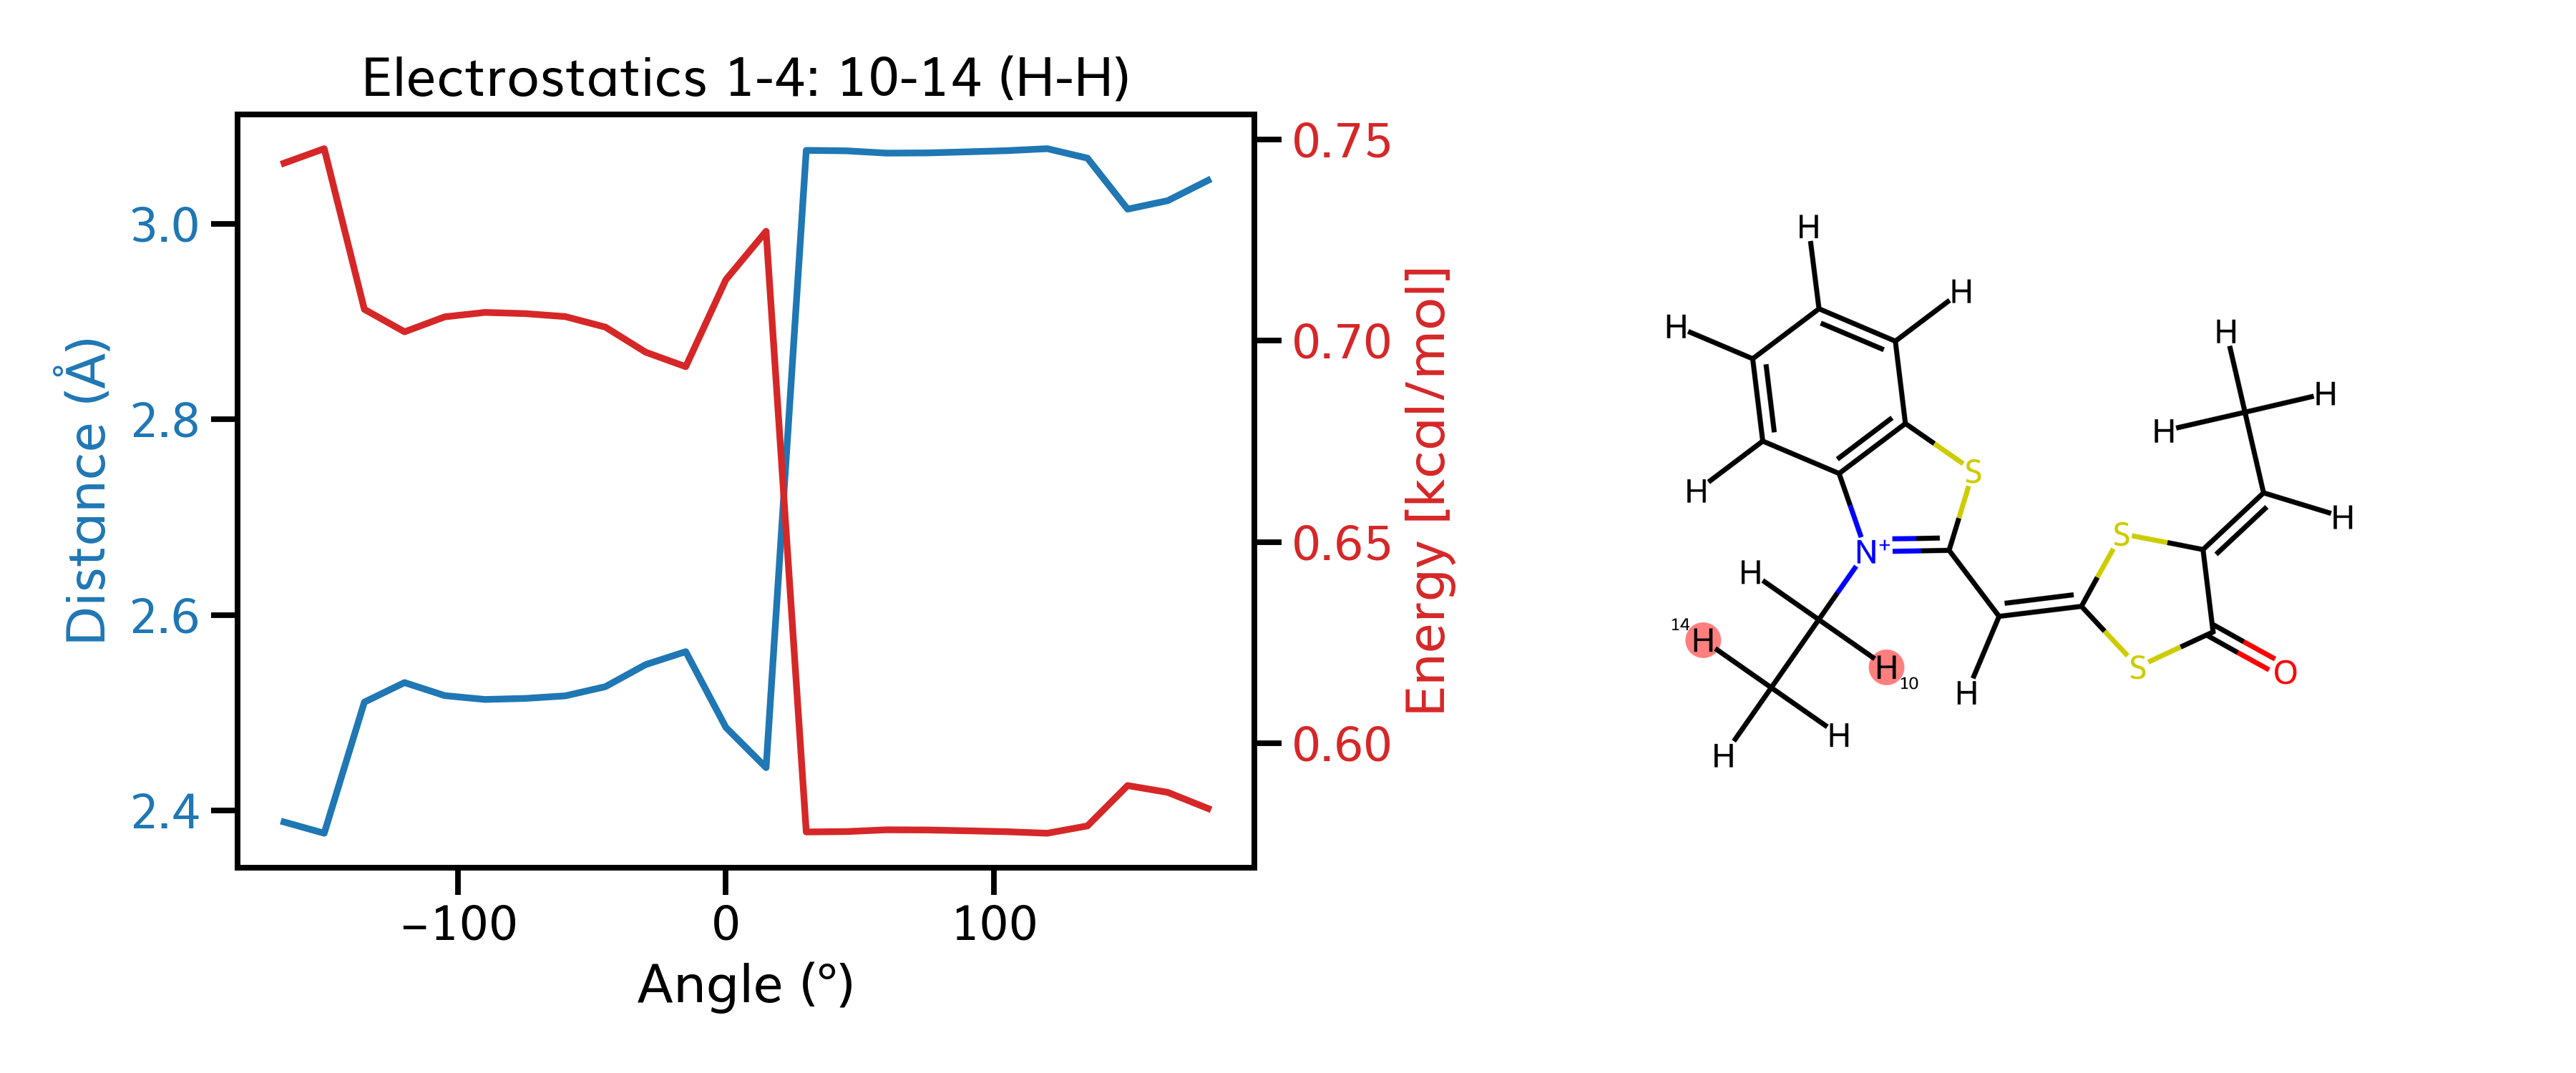 Electrostatics 1-4: 10-14 (H-H)
Distance (Å)
3.0
2.8
2.6
2.4
−100
0
100
Angle (°)
0.75
0.70
0.65
0.60
Energy [kcal/mol]
H
H
H
H
H
H
H
S
H
S
N+
H
14
H
H
10
S
O
H
H
H
H